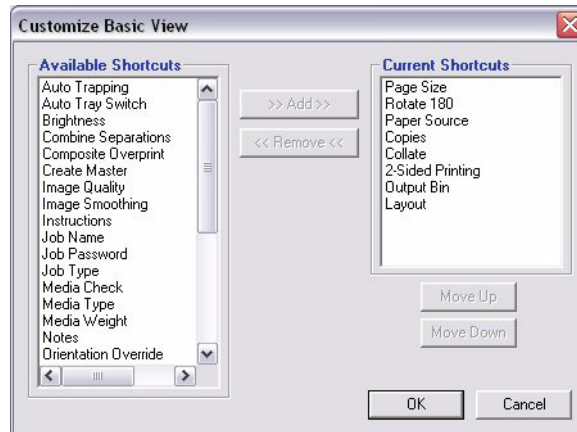 Customize Basic View
Available Shortcuts
Auto Trapping
Auto Tray Switch
Brightness
Combine Separations
Composite Overprint
Create Master
Image Quality
Image Smoothing
Instructions
Job Name
Job Password
Job Type
Media Check
Media Type
Media Weight
Notes
Orientation Override
>> Add >>
<< Remove <<
Current Shortcuts
Page Size
Rotate 180
Paper Source
Copies
Collate
2-Sided Printing
Output Bin
Layout
Move Up
Move Down
OK
Cancel